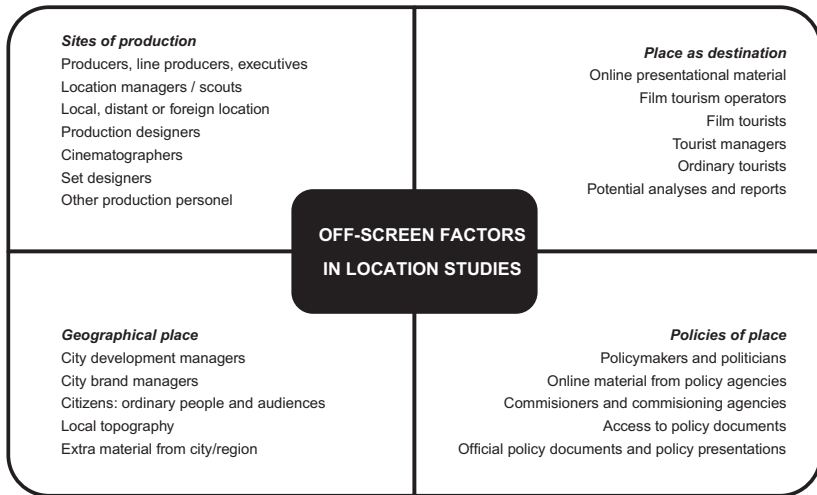 Sites of production
Producers, line producers, executives
Location managers / scouts
Local, distant or foreign location
Production designers
Cinematographers
Set designers
Other production personel
Place as destination
Online presentational material
Film tourism operators
Film tourists
Tourist managers
Ordinary tourists
Potential analyses and reports
OFF-SCREEN FACTORS
IN LOCATION STUDIES
Geographical place
City development managers
City brand managers
Citizens: ordinary people and audiences
Local topography
Extra material from city/region
Policies of place
Policymakers and politicians
Online material from policy agencies
Commisioners and commisioning agencies
Access to policy documents
Official policy documents and policy presentations